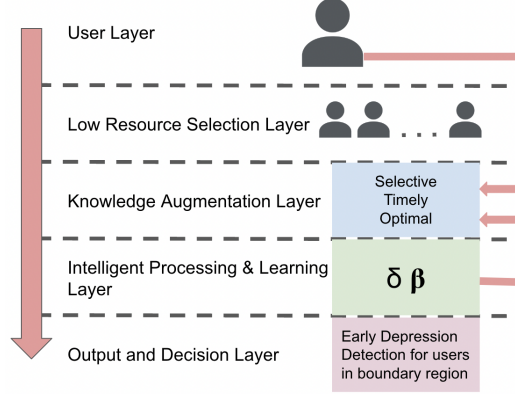 User Layer
Low Resource Selection Layer
. . .
Knowledge Augmentation Layer
Selective
Timely
Optimal
Intelligent Processing & Learning
Layer
δ β
Output and Decision Layer
Early Depression
Detection for users
in boundary region